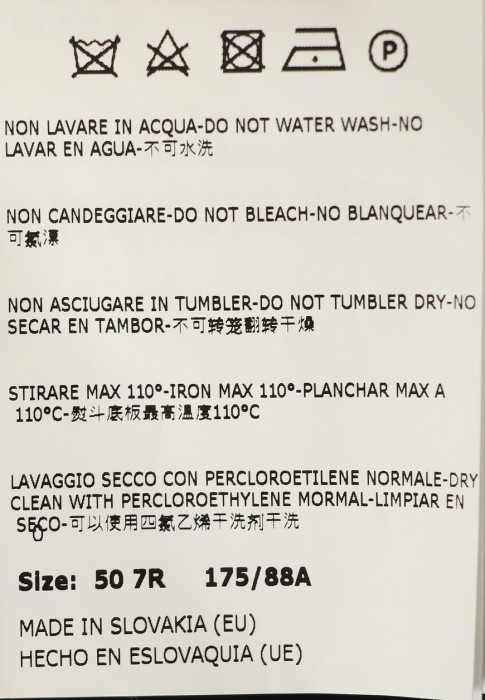 P
NON LAVARE IN ACQUA-DO NOT WATER WASH-NO
LAVAR EN AGUA-不可水洗
NON CANDEGGIARE-DO NOT BLEACH-NO BLANQUEAR-不
可氯漂
NON ASCIUGARE IN TUMBLER-DO NOT TUMBLER DRY-NO
SECAR EN TAMBOR-不可转笼翻转干燥
STIRARE MAX 110°-IRON MAX 110°-PLANCHAR MAX A
110°C-熨斗底板最高温度110°C
LAVAGGIO SECCO CON PERCLOROETILENE NORMALE-DRY
CLEAN WITH PERCLOROETHYLENE MORMAL-LIMPIAR EN
SECO-可以使用四氯乙烯干洗剂干洗
Size: 50 7R 175/88A
MADE IN SLOVAKIA (EU)
HECHO EN ESLOVAQUIA (UE)